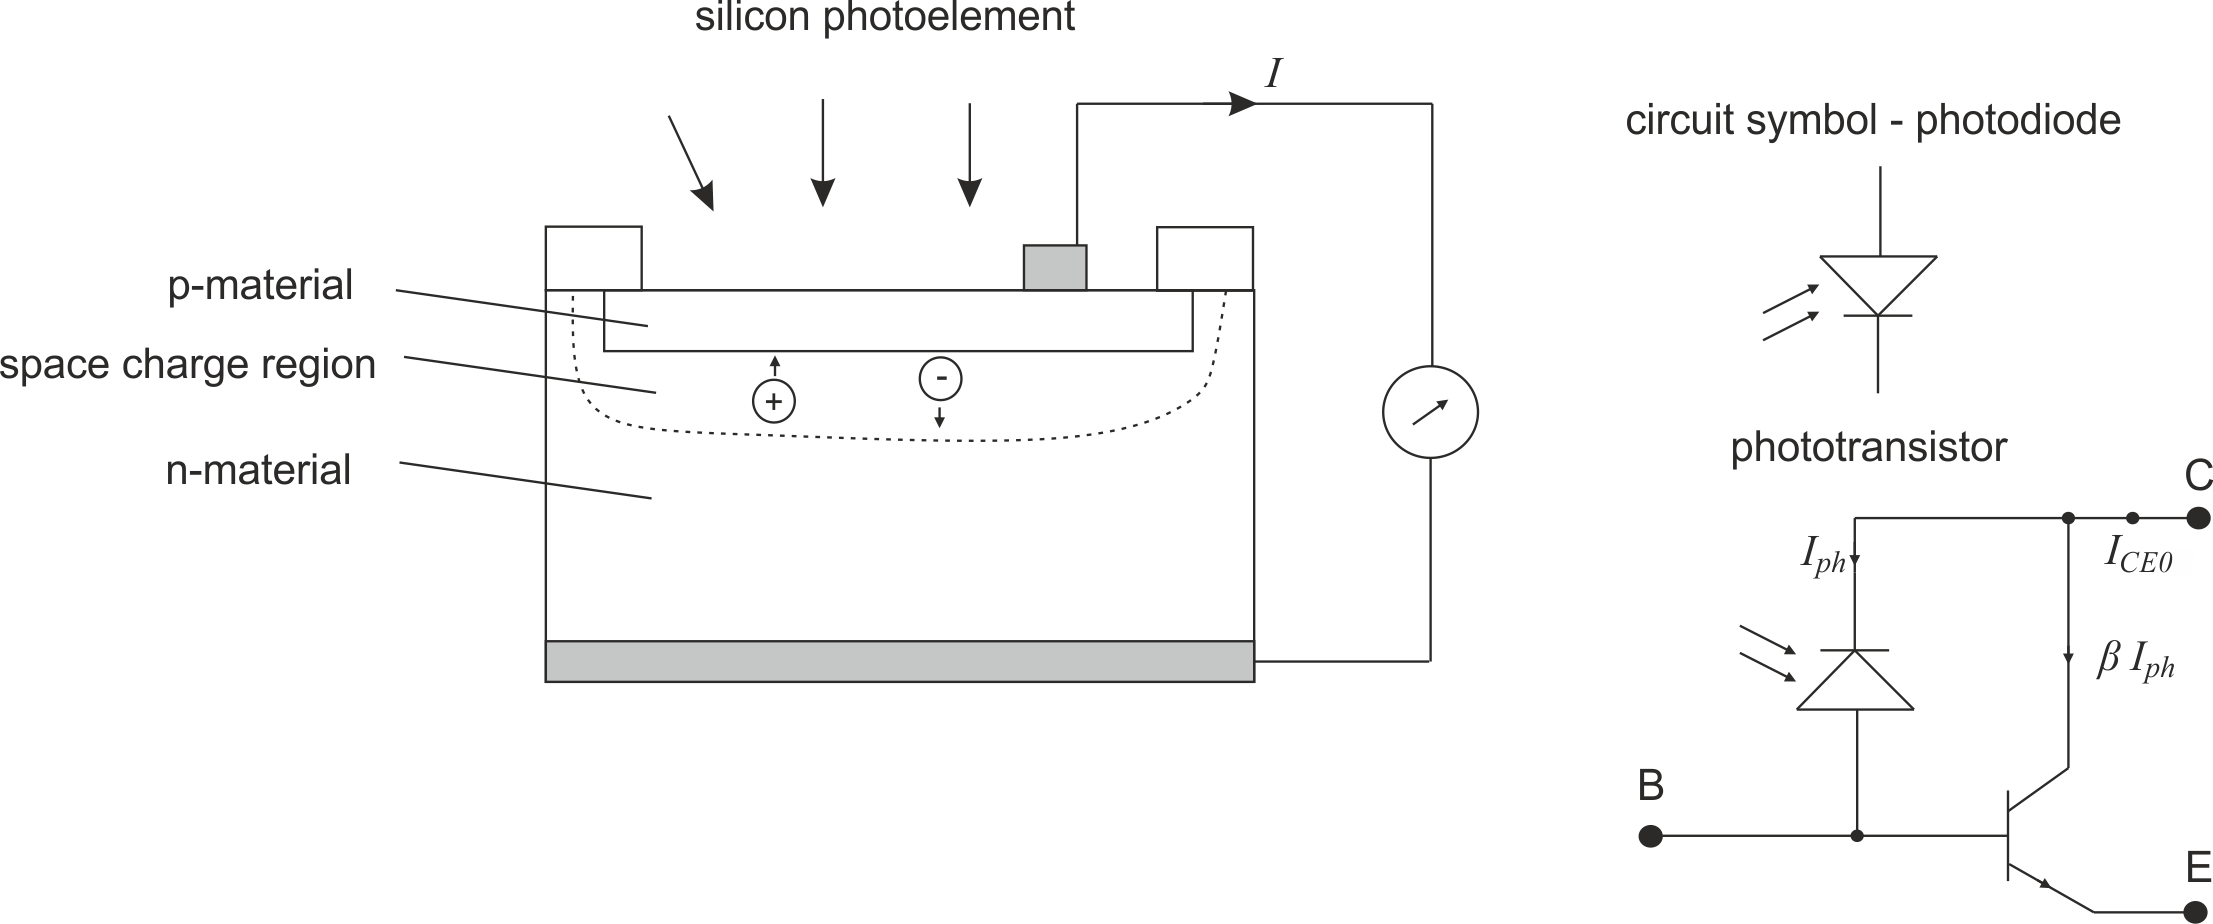 silicon photoelement
I
p-material
space charge region
n-material
+
-
circuit symbol - photodiode
phototransistor
C
I_ph
I_CE0
β I_ph
B
E